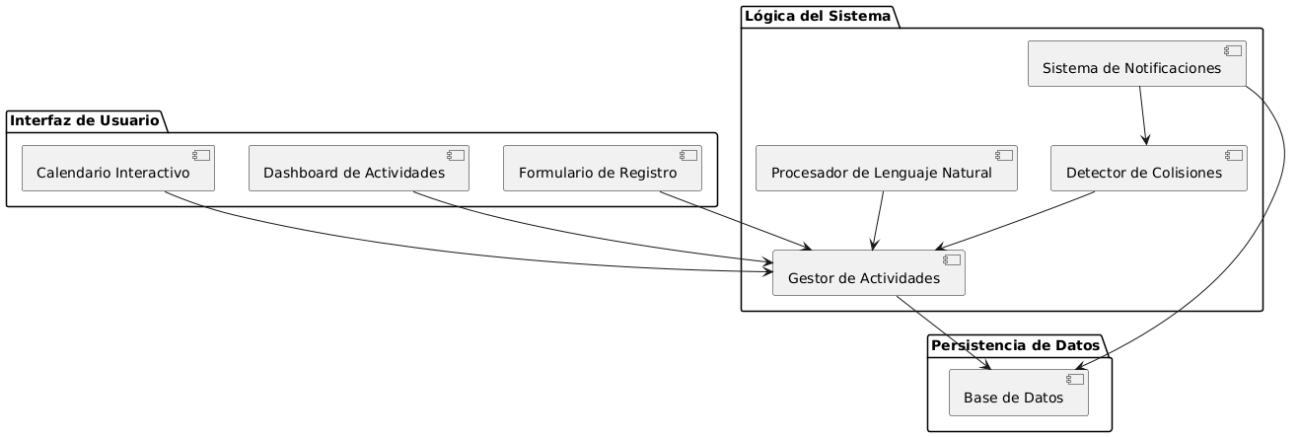 Lógica del Sistema
Sistema de Notificaciones
Interfaz de Usuario
Calendario Interactivo
Dashboard de Actividades
Formulario de Registro
Procesador de Lenguaje Natural
Detector de Colisiones
Gestor de Actividades
Persistencia de Datos
Base de Datos